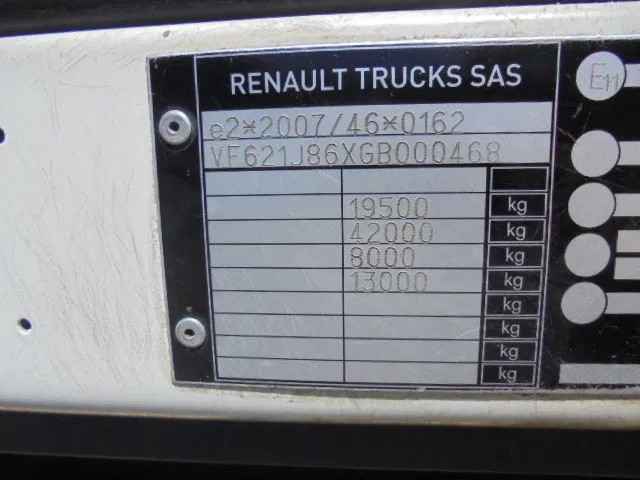 RENAULT TRUCKS SAS
e2*2007/46*0162
VF621J86XGB000468
19500 kg
42000 kg
8000 kg
13000 kg
kg
kg
kg
kg
E11